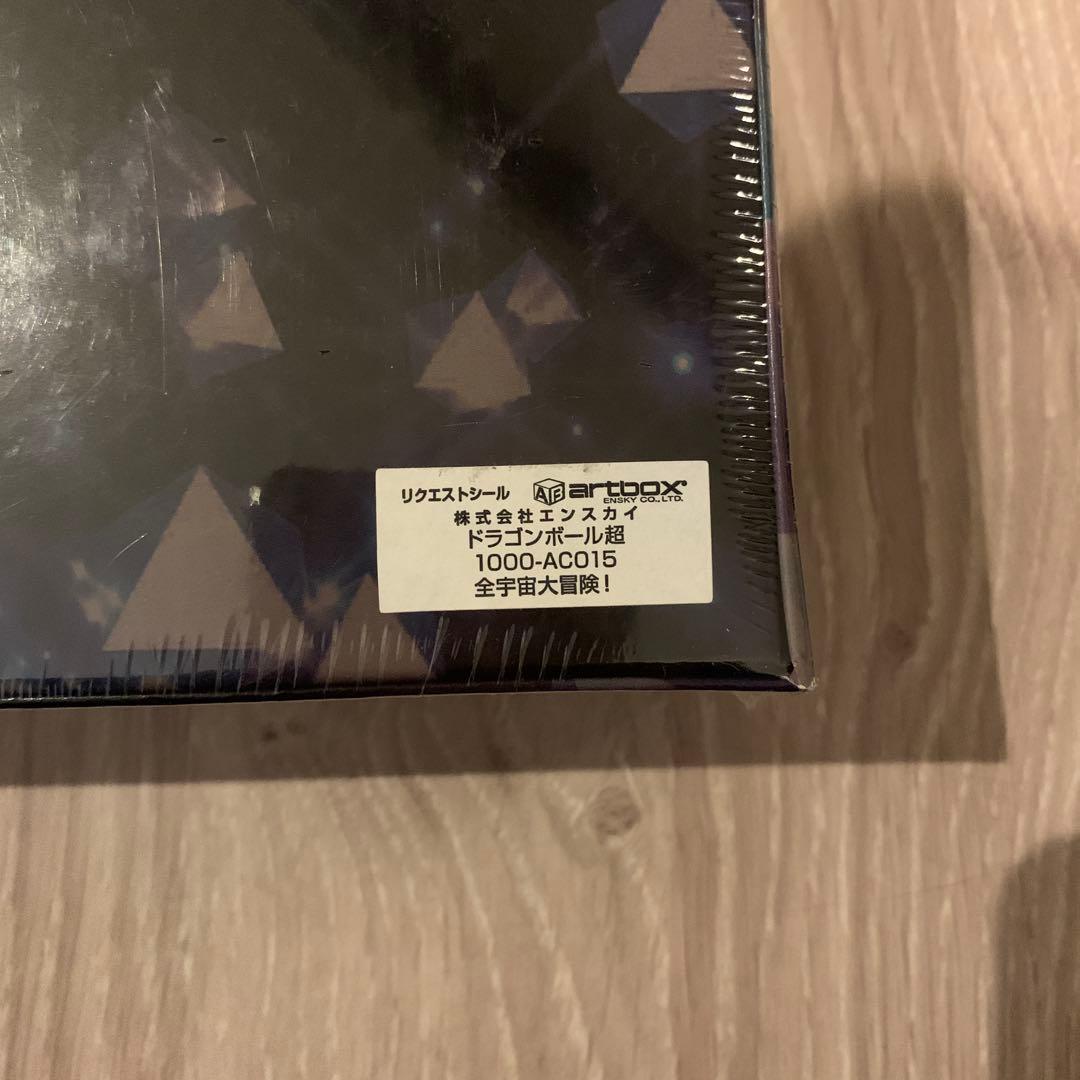 リクエストシール artbox
ENSKY CO.,LTD.
株式会社エンスカイ
ドラゴンボール超
1000-AC015
全宇宙大冒険!